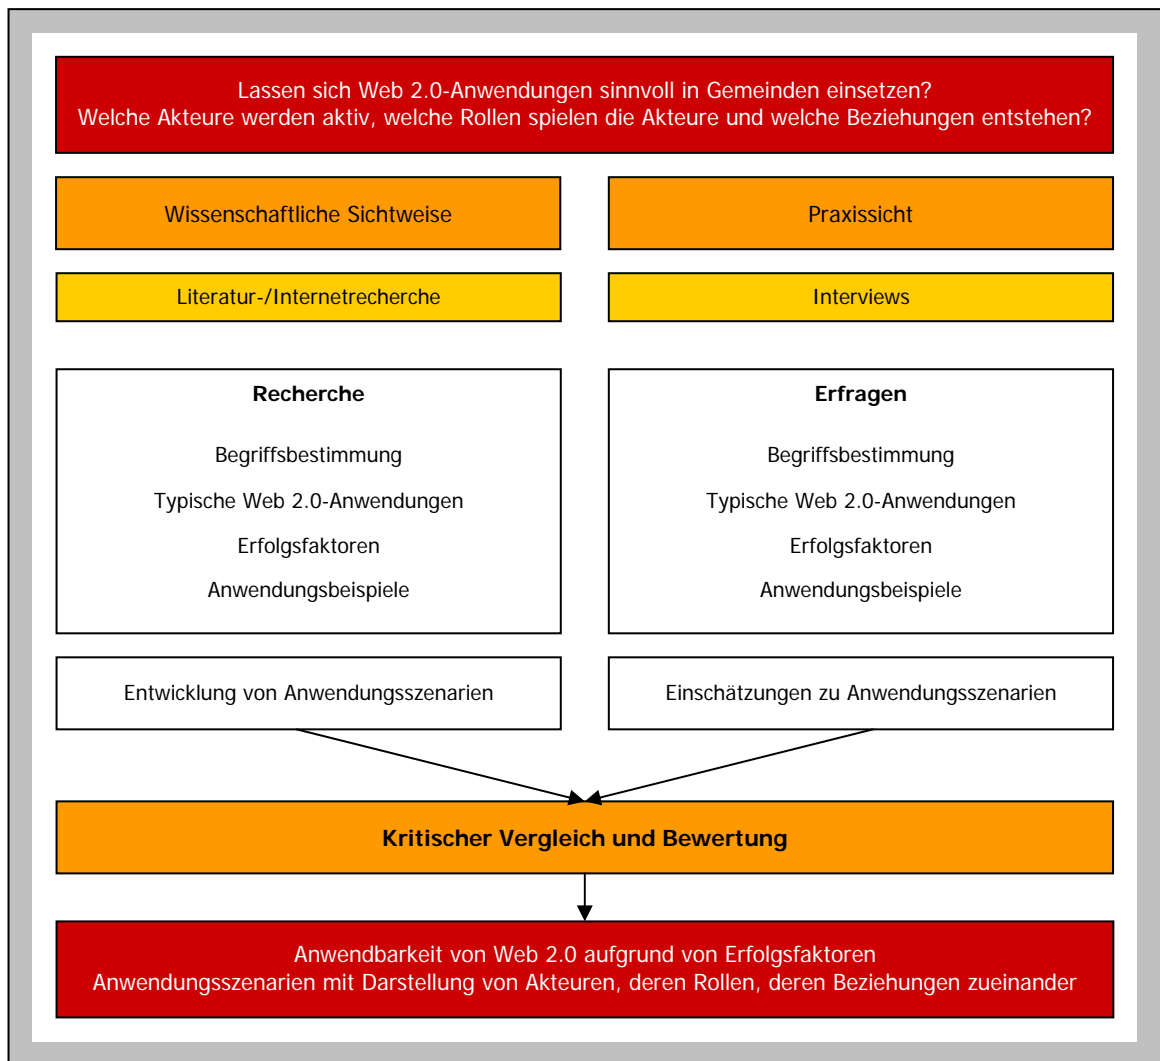 Lassen sich Web 2.0-Anwendungen sinnvoll in Gemeinden einsetzen?
Welche Akteure werden aktiv, welche Rollen spielen die Akteure und welche Beziehungen entstehen?
Wissenschaftliche Sichtweise
Literatur-/Internetrecherche
Recherche
Begriffsbestimmung
Typische Web 2.0-Anwendungen
Erfolgsfaktoren
Anwendungsbeispiele
Entwicklung von Anwendungsszenarien
Praxissicht
Interviews
Erfragen
Begriffsbestimmung
Typische Web 2.0-Anwendungen
Erfolgsfaktoren
Anwendungsbeispiele
Einschätzungen zu Anwendungsszenarien
Kritischer Vergleich und Bewertung
Anwendbarkeit von Web 2.0 aufgrund von Erfolgsfaktoren
Anwendungsszenarien mit Darstellung von Akteuren, deren Rollen, deren Beziehungen zueinander